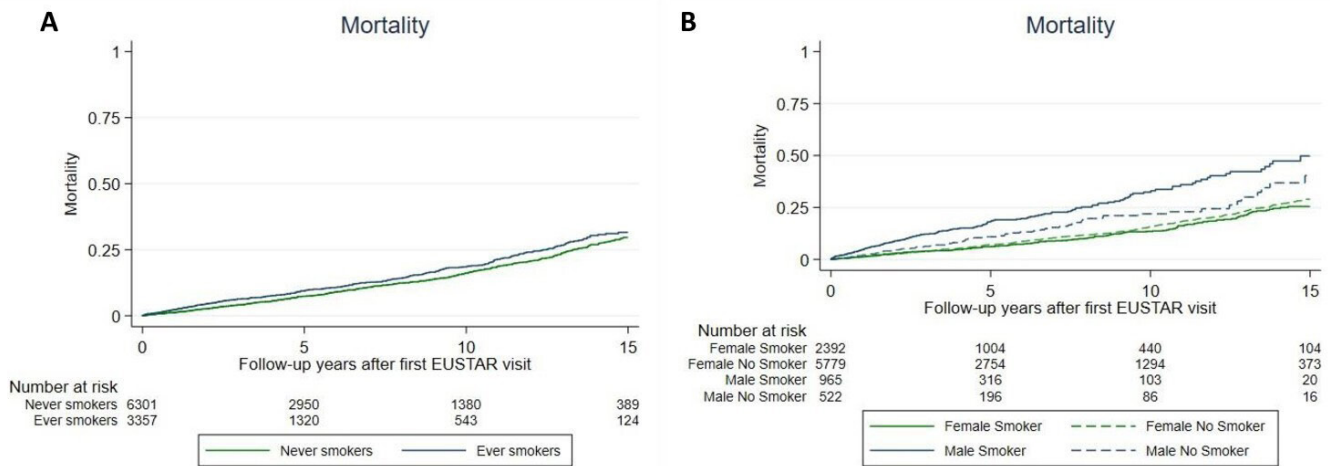 A
Mortality
1
0.75
0.50
0.25
0
Mortality
0 5 10 15
Follow-up years after first EUSTAR visit
Number at risk
Never smokers 6301 2950 1380 389
Ever smokers 3357 1320 543 124
Never smokers Ever smokers
B
Mortality
1
0.75
0.50
0.25
0
Mortality
0 5 10 15
Follow-up years after first EUSTAR visit
Number at risk
Female Smoker 2392 1004 440 104
Female No Smoker 5779 2754 1294 373
Male Smoker 965 316 103 20
Male No Smoker 522 196 86 16
Female Smoker Female No Smoker
Male Smoker Male No Smoker